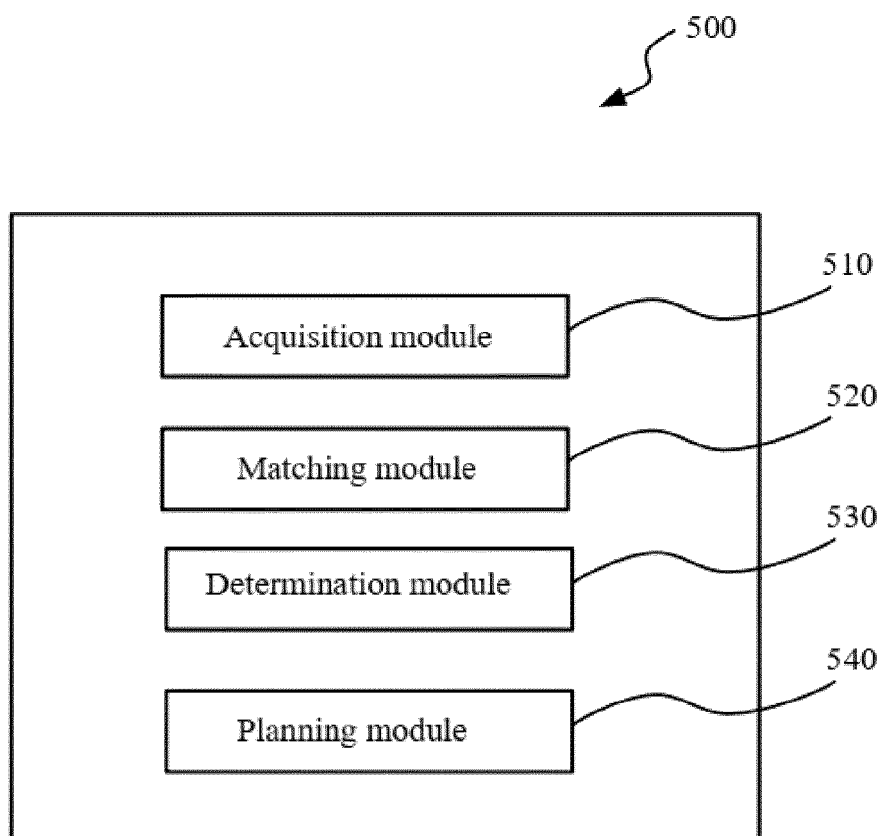 500
510
Acquisition module
520
Matching module
530
Determination module
540
Planning module